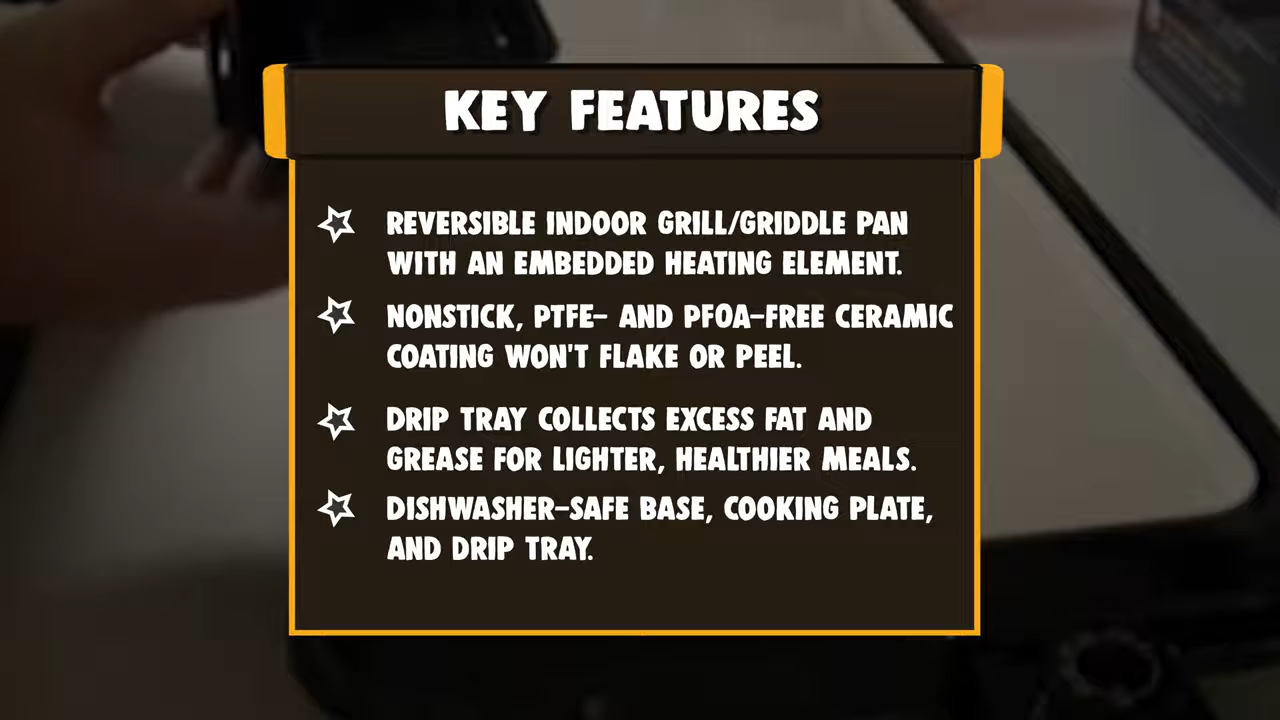 KEY FEATURES
REVERSIBLE INDOOR GRILL/GRIDDLE PAN
WITH AN EMBEDDED HEATING ELEMENT.
NONSTICK, PTFE- AND PFOA-FREE CERAMIC
COATING WON'T FLAKE OR PEEL.
DRIP TRAY COLLECTS EXCESS FAT AND
GREASE FOR LIGHTER, HEALTHIER MEALS.
DISHWASHER-SAFE BASE, COOKING PLATE,
AND DRIP TRAY.